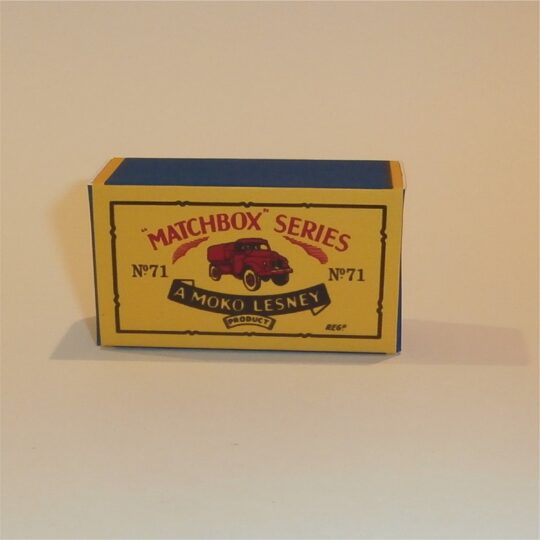 "MATCHBOX" SERIES
Nº71 Nº71
A MOKO LESNEY
PRODUCT
REGD